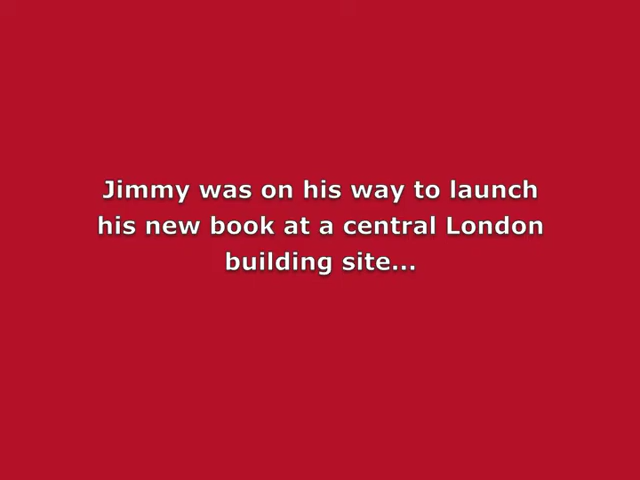 Jimmy was on his way to launch
his new book at a central London
building site...